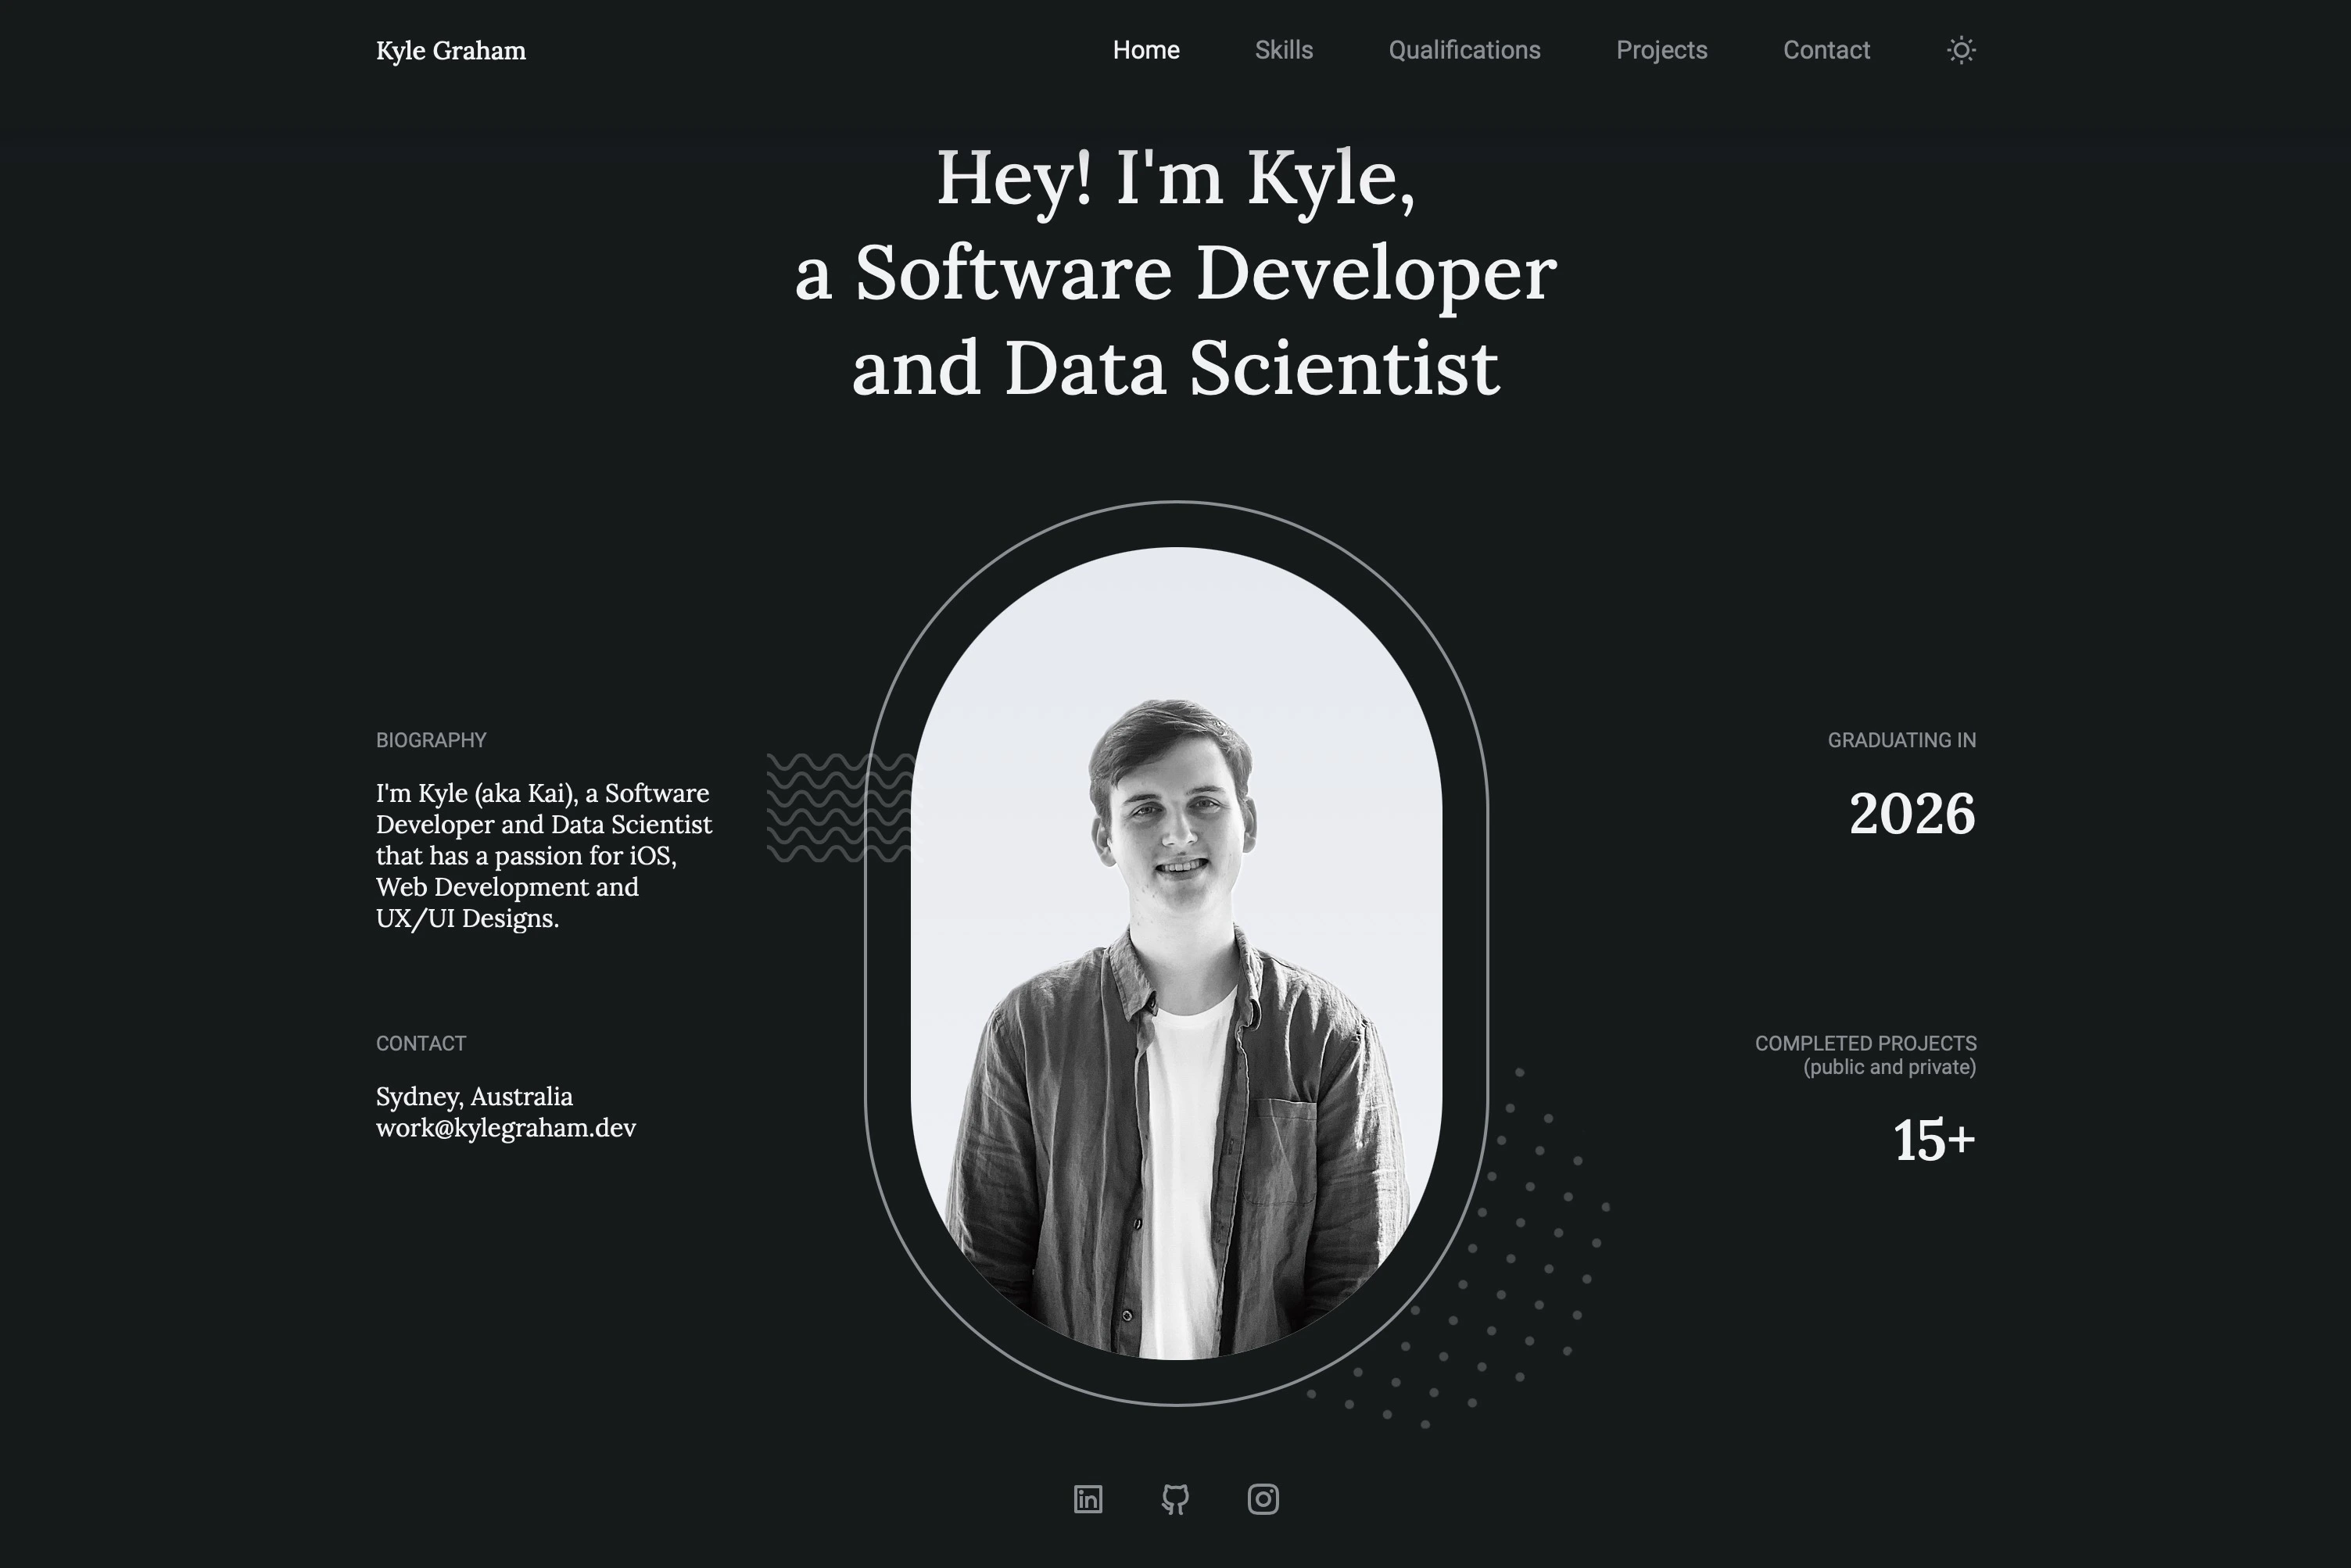 Kyle Graham
Home Skills Qualifications Projects Contact
Hey! I'm Kyle,
a Software Developer
and Data Scientist
BIOGRAPHY
I'm Kyle (aka Kai), a Software
Developer and Data Scientist
that has a passion for iOS,
Web Development and
UX/UI Designs.
CONTACT
Sydney, Australia
work@kylegraham.dev
GRADUATING IN
2026
COMPLETED PROJECTS
(public and private)
15+
in